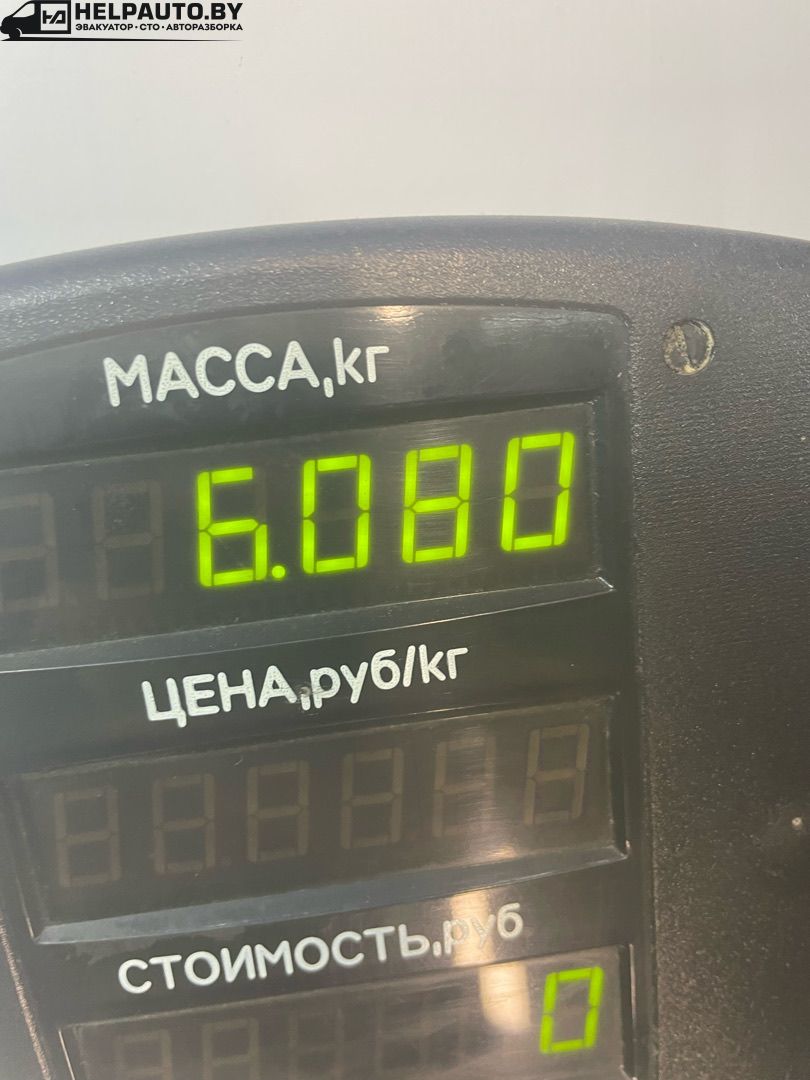 HELPAUTO.BY
ЭВАКУАТОР • СТО • АВТОРАЗБОРКА
МАССА,кг
6.080
ЦЕНА,руб/кг
СТОИМОСТЬ,руб
0